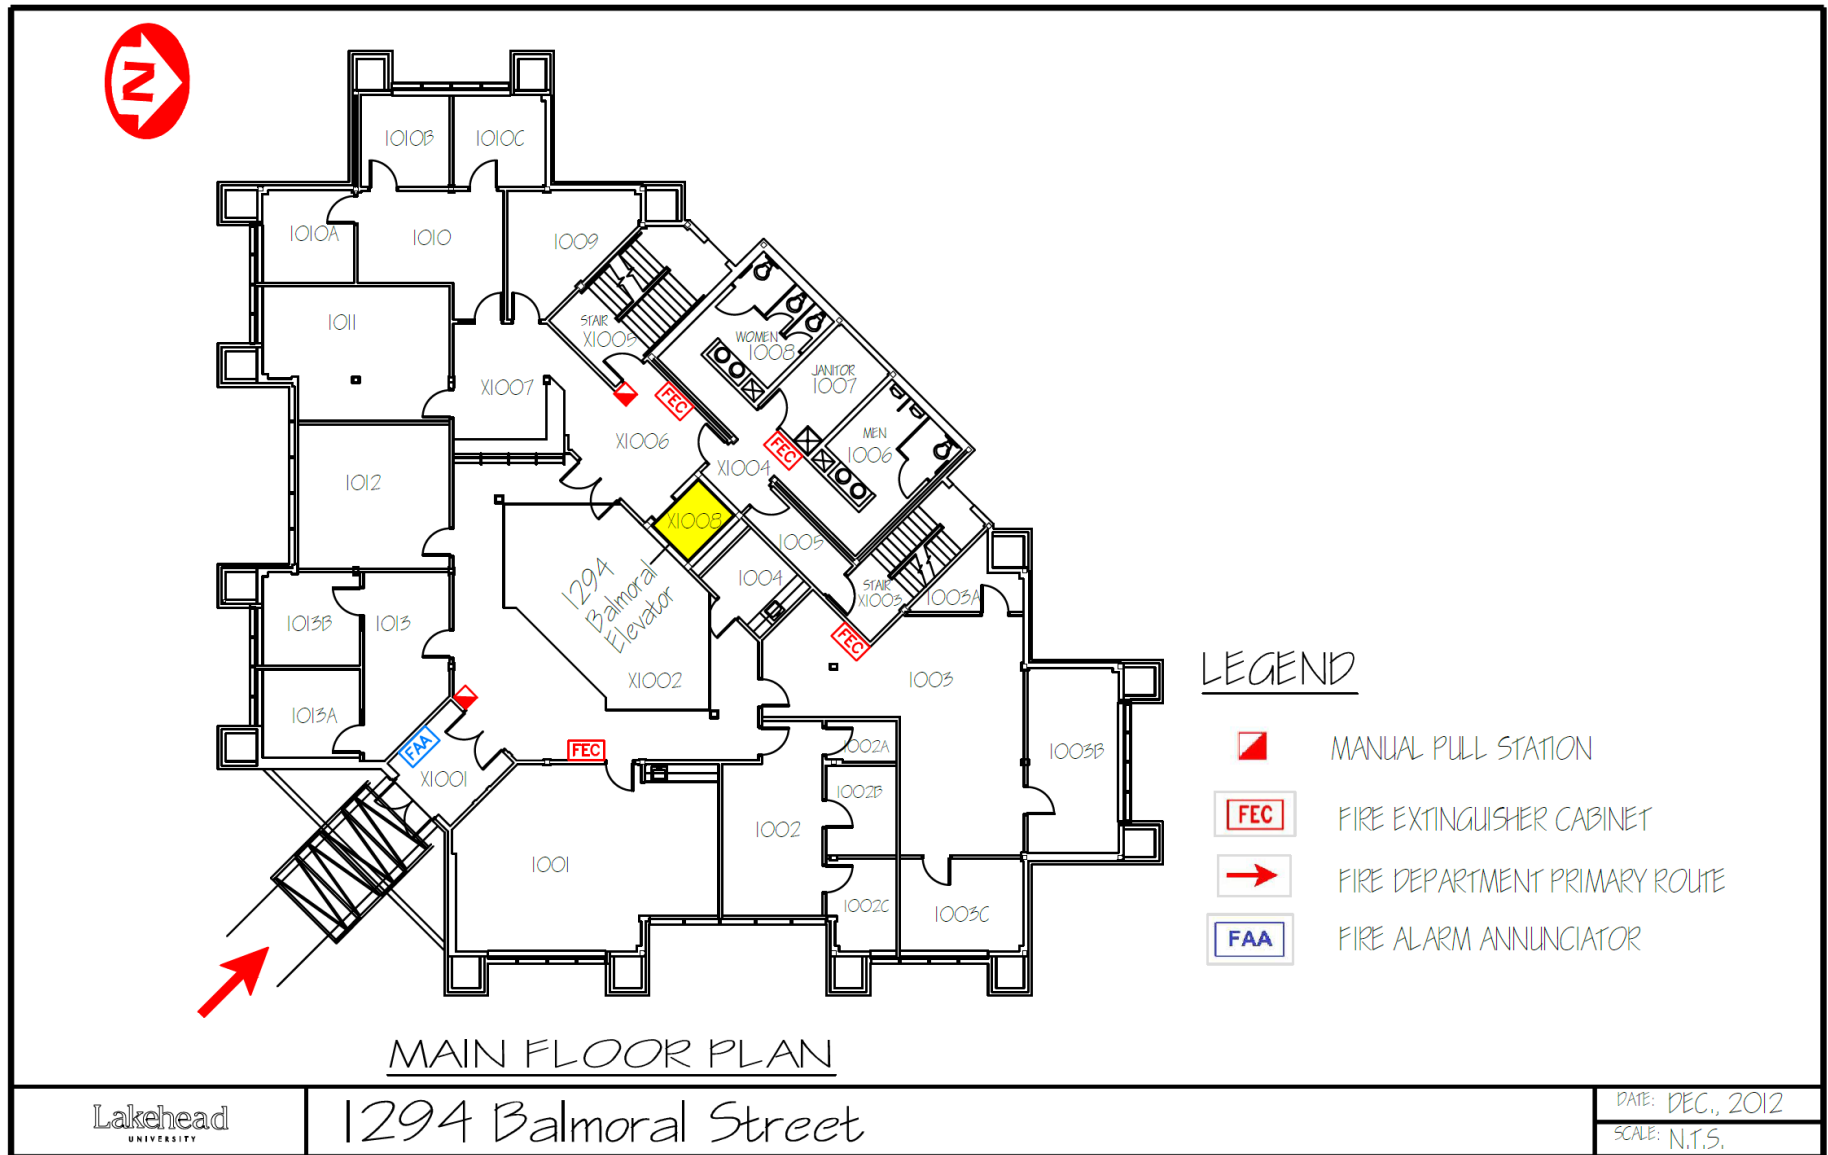 N
1010B
1010C
1010A
1010
1009
1011
STAIR
X1005
WOMEN
1008
JANITOR
1007
X1007
FEC
MEN
1006
X1006
FEC
X1004
1012
X1008
1005
1294
Balmoral
Elevator
1004
STAIR
X1003
1003A
1013B
1013
FEC
X1002
1003
1013A
FAA
FEC
1002A
1003B
X1001
1002B
1002
1001
1002C
1003C
LEGEND
MANUAL PULL STATION
FEC
FIRE EXTINGUISHER CABINET
FIRE DEPARTMENT PRIMARY ROUTE
FAA
FIRE ALARM ANNUNCIATOR
MAIN FLOOR PLAN
Lakehead
UNIVERSITY
1294 Balmoral Street
DATE: DEC., 2012
SCALE: N.T.S.